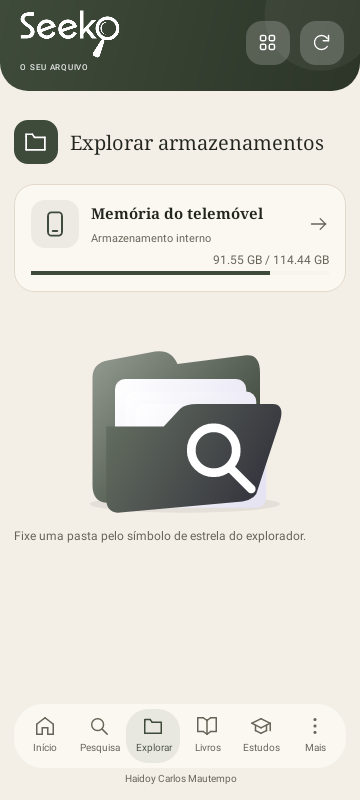 Seeko
O SEU ARQUIVO
Explorar armazenamentos
Memória do telemóvel
Armazenamento interno
91.55 GB / 114.44 GB
Fixe uma pasta pelo símbolo de estrela do explorador.
Início
Pesquisa
Explorar
Livros
Estudos
Mais
Haidoy Carlos Mautempo